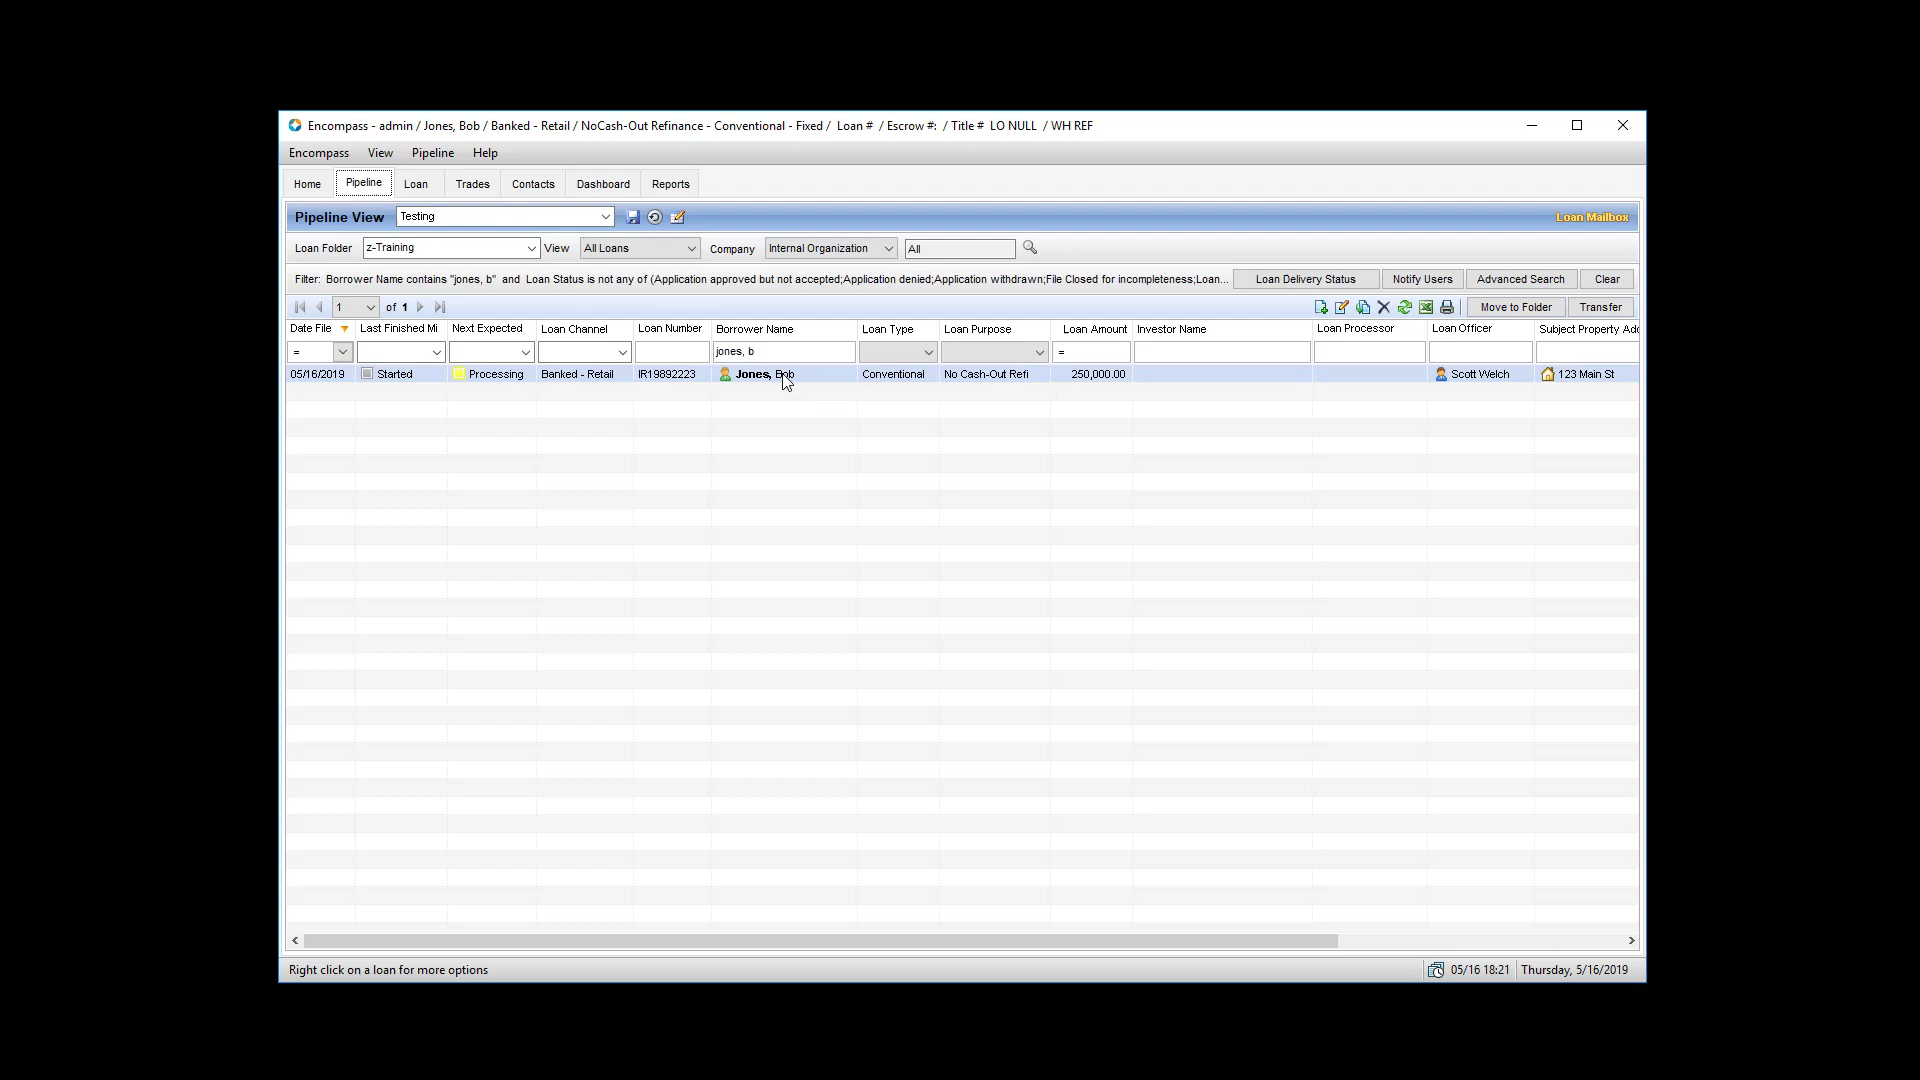 Encompass - admin / Jones, Bob / Banked - Retail / NoCash-Out Refinance - Conventional - Fixed / Loan # / Escrow #: / Title # LO NULL / WH REF
Encompass View Pipeline Help
Home Pipeline Loan Trades Contacts Dashboard Reports
Pipeline View Testing Loan Mailbox
Loan Folder z-Training View All Loans Company Internal Organization All
Filter: Borrower Name contains "jones, b" and Loan Status is not any of (Application approved but not accepted;Application denied;Application withdrawn;File Closed for incompleteness;Loan... Loan Delivery Status Notify Users Advanced Search Clear
1 of 1 Move to Folder Transfer
Date File Last Finished Mi Next Expected Loan Channel Loan Number Borrower Name Loan Type Loan Purpose Loan Amount Investor Name Loan Processor Loan Officer Subject Property Adc
= jones, b =
05/16/2019 Started Processing Banked - Retail IR19892223 Jones, Bob Conventional No Cash-Out Refi 250,000.00 Scott Welch 123 Main St
Right click on a loan for more options 05/16 18:21 Thursday, 5/16/2019